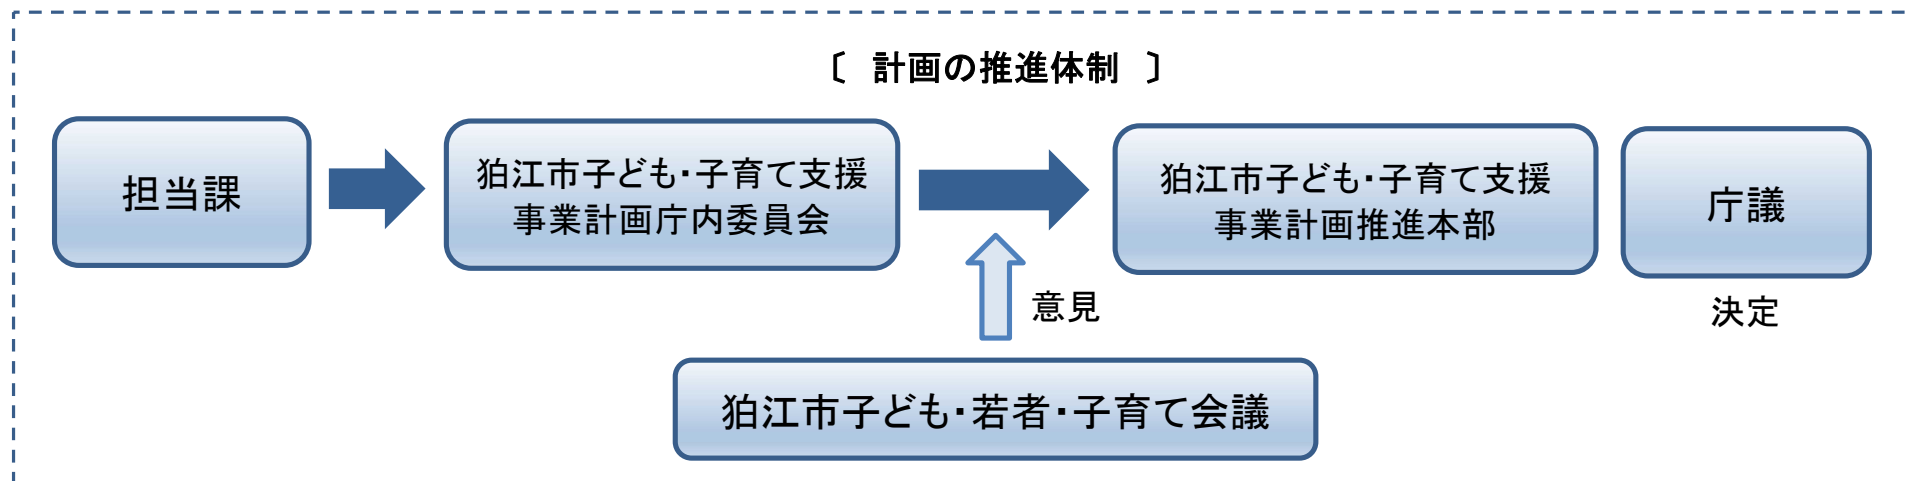 〔 計画の推進体制 〕
担当課
狛江市子ども・子育て支援
事業計画庁内委員会
狛江市子ども・子育て支援
事業計画推進本部
庁議
意見
決定
狛江市子ども・若者・子育て会議